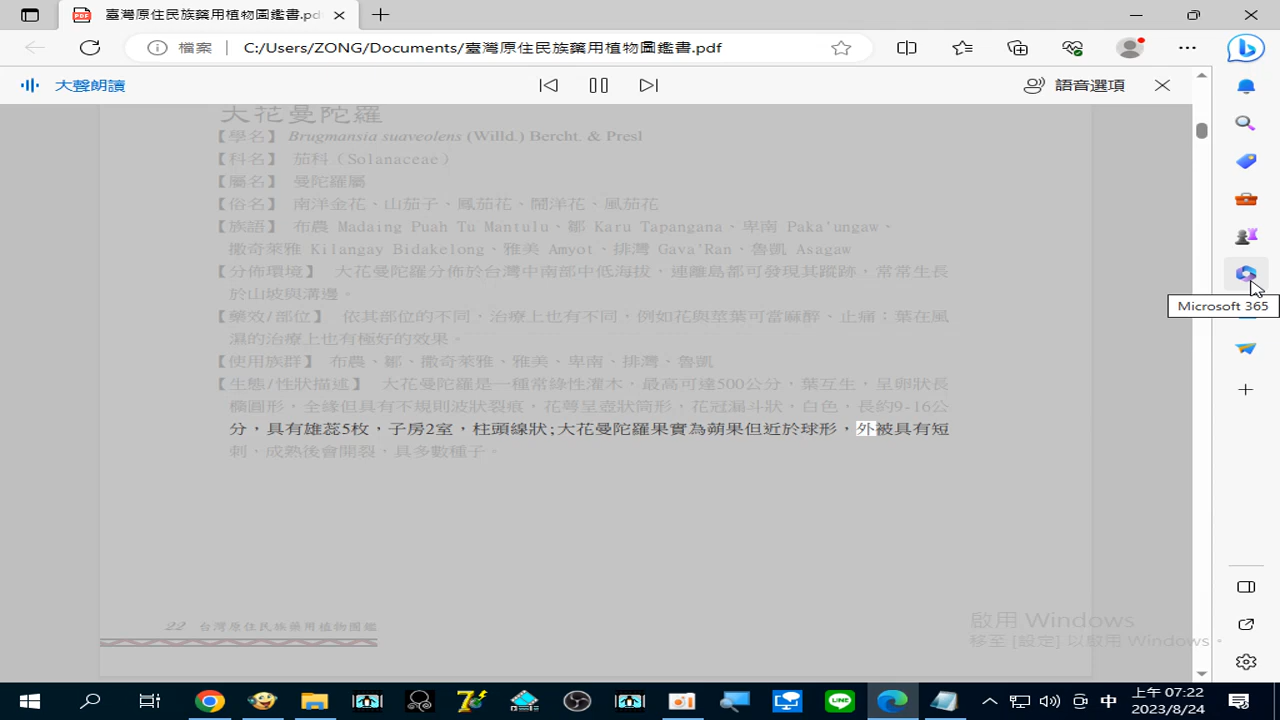 臺灣原住民族藥用植物圖鑑書.pdf
檔案 C:/Users/ZONG/Documents/臺灣原住民族藥用植物圖鑑書.pdf
大聲朗讀 語音選項
大花曼陀羅
【學名】 Brugmansia suaveolens (Willd.) Bercht. & Presl
【科名】 茄科（Solanaceae）
【屬名】 曼陀羅屬
【俗名】 南洋金花、山茄子、鳳茄花、鬧洋花、風茄花
【族語】 布農 Madaing Puah Tu Mantulu、鄒 Karu Tapangana、卑南 Paka'ungaw、
撒奇萊雅 Kilangay Bidakelong、雅美 Amyot、排灣 Gava'Ran、魯凱 Asagaw
【分佈環境】 大花曼陀羅分佈於台灣中南部中低海拔，連離島都可發現其蹤跡，常常生長
於山坡與溝邊。
Microsoft 365
【藥效/部位】 依其部位的不同，治療上也有不同，例如花與莖葉可當麻醉、止痛；葉在風
濕的治療上也有極好的效果。
【使用族群】 布農、鄒、撒奇萊雅、雅美、卑南、排灣、魯凱
【生態/性狀描述】 大花曼陀羅是一種常綠性灌木，最高可達500公分，葉互生，呈卵狀長
橢圓形，全緣但具有不規則波狀裂痕，花萼呈壺狀筒形，花冠漏斗狀，白色，長約9-16公
分，具有雄蕊5枚，子房2室，柱頭線狀;大花曼陀羅果實為蒴果但近於球形，外被具有短
刺，成熟後會開裂，具多數種子。
22 台灣原住民族藥用植物圖鑑
啟用 Windows
移至 [設定] 以啟用 Windows。
LINE
中
上午 07:22
2023/8/24